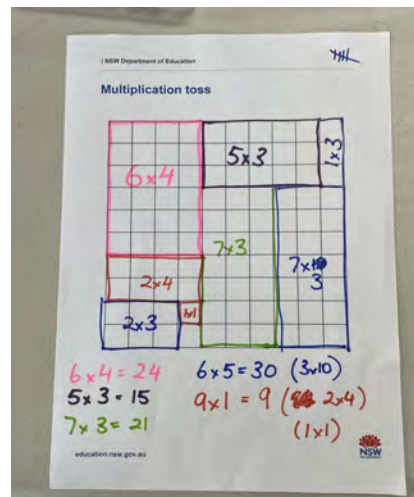 | NSW Department of Education
Multiplication toss
6x4
5x3
1x3
7x3
7x
3
2x4
2x3
1x1
6x4=24
6x5=30 (3x10)
5x3=15
9x1=9 ( 2x4)
7x3=21
(1x1)
education.nsw.gov.au
NSW